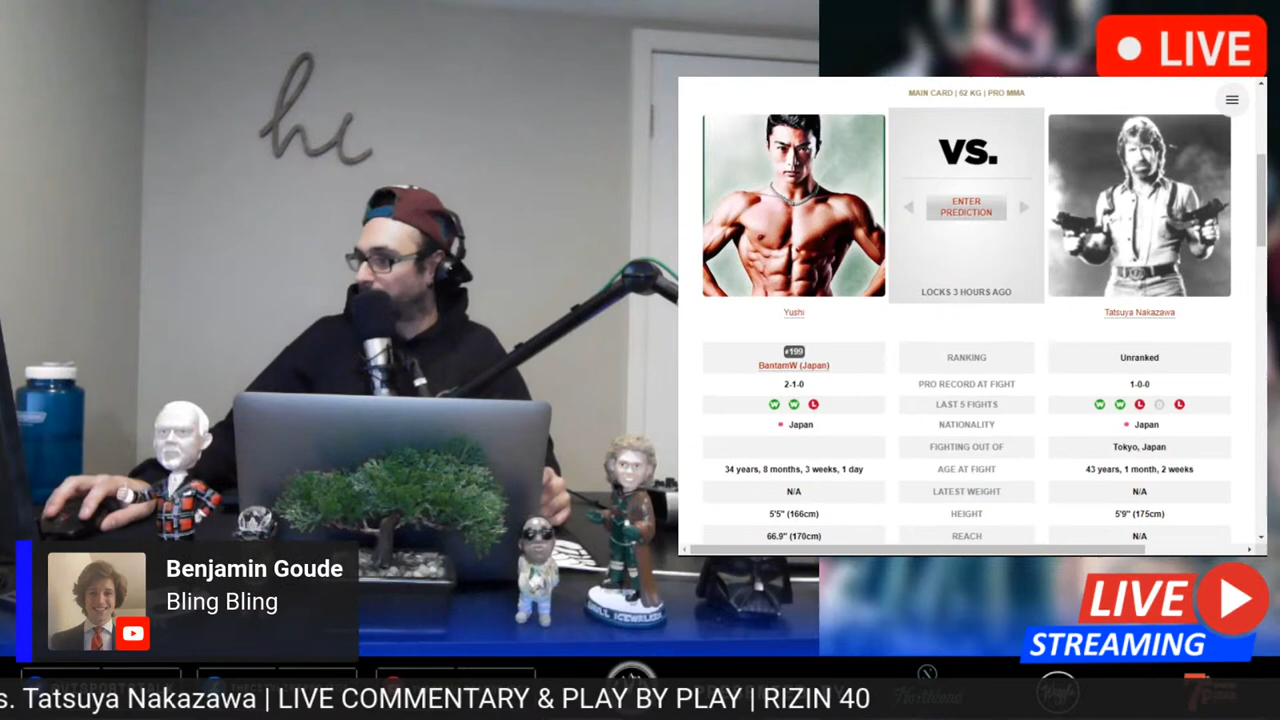 hi
LIVE
MAIN CARD | 62 KG | PRO MMA
VS.
ENTER
PREDICTION
LOCKS 3 HOURS AGO
Yushi
Tatsuya Nakazawa
#199
BantamW (Japan)
RANKING
Unranked
2-1-0
PRO RECORD AT FIGHT
1-0-0
W W L
LAST 5 FIGHTS
W W L D L
Japan
NATIONALITY
Japan
FIGHTING OUT OF
Tokyo, Japan
34 years, 8 months, 3 weeks, 1 day
AGE AT FIGHT
43 years, 1 month, 2 weeks
N/A
LATEST WEIGHT
N/A
5'5" (166cm)
HEIGHT
5'9" (175cm)
66.9" (170cm)
REACH
N/A
Benjamin Goude
Bling Bling
LIVE
STREAMING
s. Tatsuya Nakazawa | LIVE COMMENTARY & PLAY BY PLAY | RIZIN 40